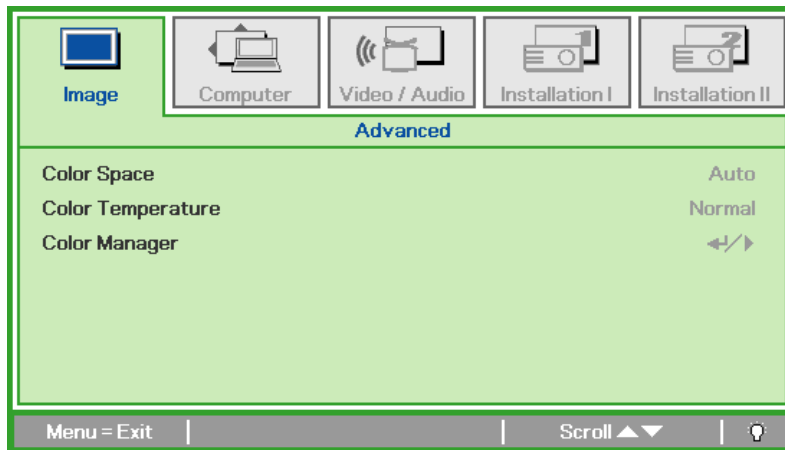 Image Computer Video / Audio Installation I Installation II
Advanced
Color Space Auto
Color Temperature Normal
Color Manager
Menu = Exit Scroll